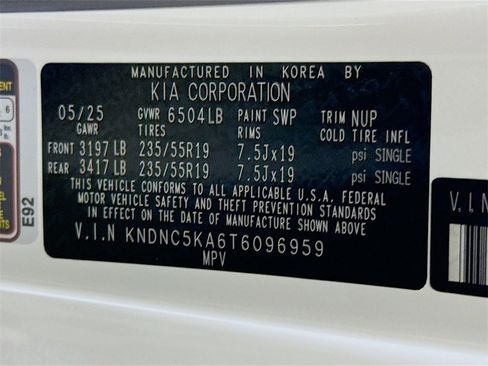 MANUFACTURED IN KOREA BY
KIA CORPORATION
05/25 GVWR 6504LB PAINT SWP TRIM NUP
GAWR TIRES RIMS COLD TIRE INFL
FRONT 3197 LB 235/55R19 7.5Jx19 psi SINGLE
REAR 3417 LB 235/55R19 7.5Jx19 psi SINGLE
THIS VEHICLE CONFORMS TO ALL APPLICABLE U.S.A. FEDERAL
MOTOR VEHICLE SAFETY AND THEFT PREVENTION STANDARDS
IN EFFECT ON THE DATE OF MANUFACTURE SHOWN ABOVE.
V.I.N KNDNC5KA6T6096959
MPV
E92
V.I.N